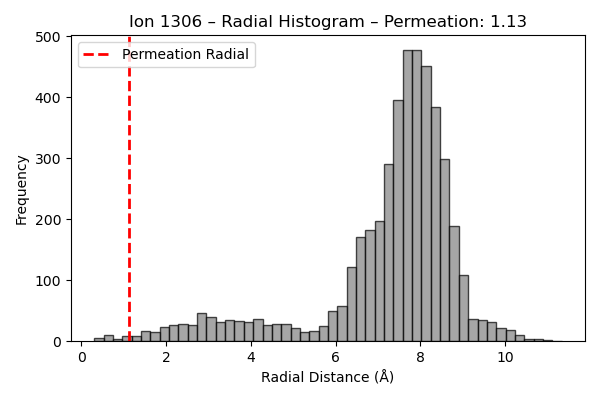 Ion 1306 – Radial Histogram – Permeation: 1.13
Permeation Radial
Frequency
500
400
300
200
100
0
0 2 4 6 8 10
Radial Distance (Å)